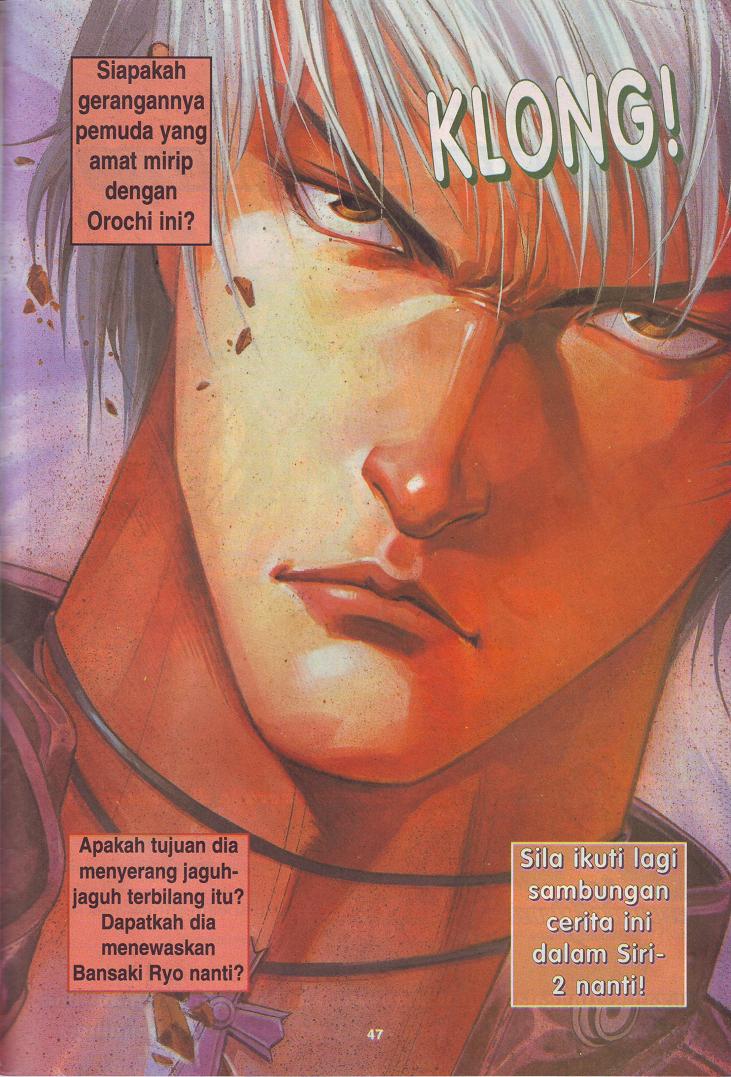 Siapakah
gerangannya
pemuda yang
amat mirip
dengan
Orochi ini?
KLONG!
Apakah tujuan dia
menyerang jaguh-
jaguh terbilang itu?
Dapatkah dia
menewaskan
Bansaki Ryo nanti?
Sila ikuti lagi
sambungan
cerita ini
dalam Siri-
2 nanti!
47